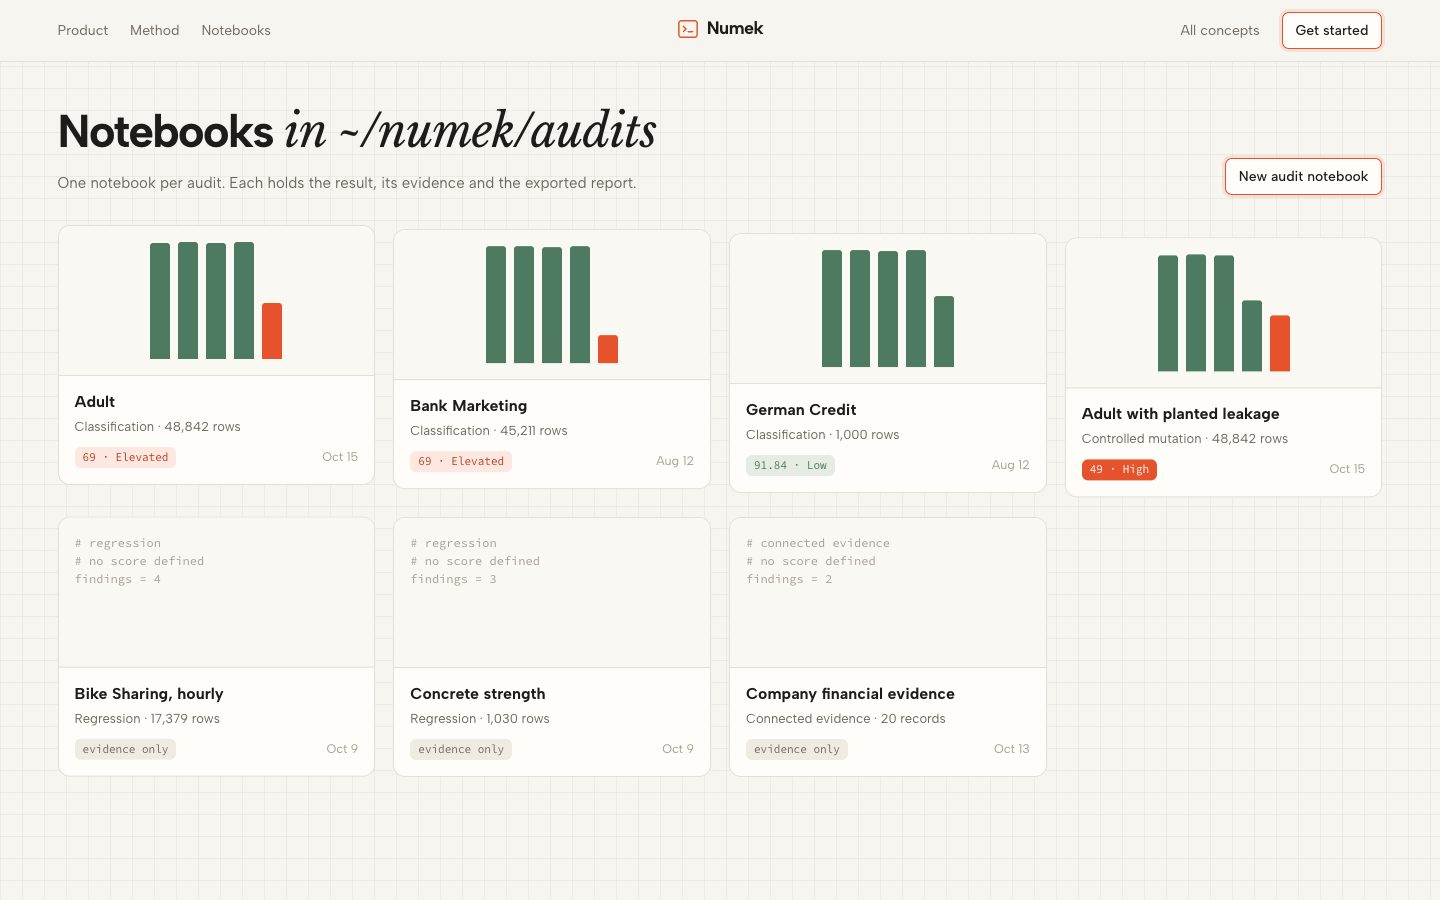 Product
Method
Notebooks
Numek
All concepts
Get started
Notebooks in ~/numek/audits
One notebook per audit. Each holds the result, its evidence and the exported report.
New audit notebook
Adult
Classification · 48,842 rows
69 · Elevated
Oct 15
Bank Marketing
Classification · 45,211 rows
69 · Elevated
Aug 12
German Credit
Classification · 1,000 rows
91.84 · Low
Aug 12
Adult with planted leakage
Controlled mutation · 48,842 rows
49 · High
Oct 15
# regression
# no score defined
findings = 4
Bike Sharing, hourly
Regression · 17,379 rows
evidence only
Oct 9
# regression
# no score defined
findings = 3
Concrete strength
Regression · 1,030 rows
evidence only
Oct 9
# connected evidence
# no score defined
findings = 2
Company financial evidence
Connected evidence · 20 records
evidence only
Oct 13